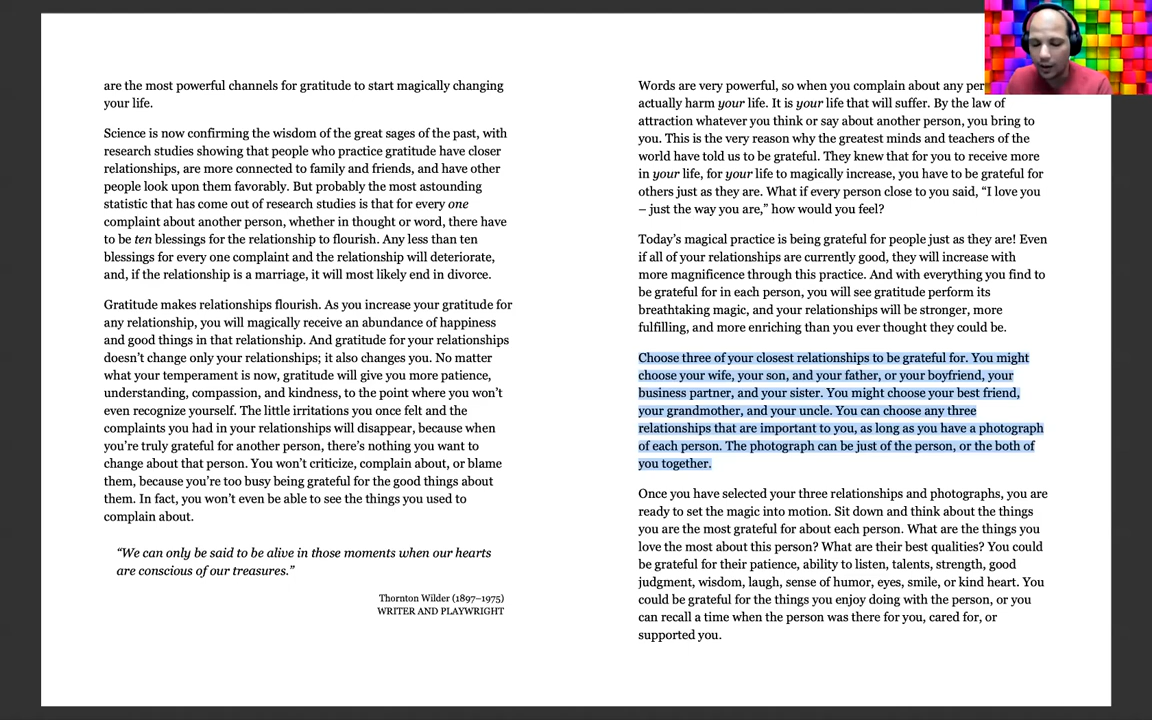 are the most powerful channels for gratitude to start magically changing
your life.
Science is now confirming the wisdom of the great sages of the past, with
research studies showing that people who practice gratitude have closer
relationships, are more connected to family and friends, and have other
people look upon them favorably. But probably the most astounding
statistic that has come out of research studies is that for every one
complaint about another person, whether in thought or word, there have
to be ten blessings for the relationship to flourish. Any less than ten
blessings for every one complaint and the relationship will deteriorate,
and, if the relationship is a marriage, it will most likely end in divorce.
Gratitude makes relationships flourish. As you increase your gratitude for
any relationship, you will magically receive an abundance of happiness
and good things in that relationship. And gratitude for your relationships
doesn’t change only your relationships; it also changes you. No matter
what your temperament is now, gratitude will give you more patience,
understanding, compassion, and kindness, to the point where you won’t
even recognize yourself. The little irritations you once felt and the
complaints you had in your relationships will disappear, because when
you’re truly grateful for another person, there’s nothing you want to
change about that person. You won’t criticize, complain about, or blame
them, because you’re too busy being grateful for the good things about
them. In fact, you won’t even be able to see the things you used to
complain about.
“We can only be said to be alive in those moments when our hearts
are conscious of our treasures.”
Thornton Wilder (1897–1975)
WRITER AND PLAYWRIGHT
Words are very powerful, so when you complain about any
actually harm your life. It is your life that will suffer. By the law of
attraction whatever you think or say about another person, you bring to
you. This is the very reason why the greatest minds and teachers of the
world have told us to be grateful. They knew that for you to receive more
in your life, for your life to magically increase, you have to be grateful for
others just as they are. What if every person close to you said, “I love you
– just the way you are,” how would you feel?
Today’s magical practice is being grateful for people just as they are! Even
if all of your relationships are currently good, they will increase with
more magnificence through this practice. And with everything you find to
be grateful for in each person, you will see gratitude perform its
breathtaking magic, and your relationships will be stronger, more
fulfilling, and more enriching than you ever thought they could be.
Choose three of your closest relationships to be grateful for. You might
choose your wife, your son, and your father, or your boyfriend, your
business partner, and your sister. You might choose your best friend,
your grandmother, and your uncle. You can choose any three
relationships that are important to you, as long as you have a photograph
of each person. The photograph can be just of the person, or the both of
you together.
Once you have selected your three relationships and photographs, you are
ready to set the magic into motion. Sit down and think about the things
you are the most grateful for about each person. What are the things you
love the most about this person? What are their best qualities? You could
be grateful for their patience, ability to listen, talents, strength, good
judgment, wisdom, laugh, sense of humor, eyes, smile, or kind heart. You
could be grateful for the things you enjoy doing with the person, or you
can recall a time when the person was there for you, cared for, or
supported you.